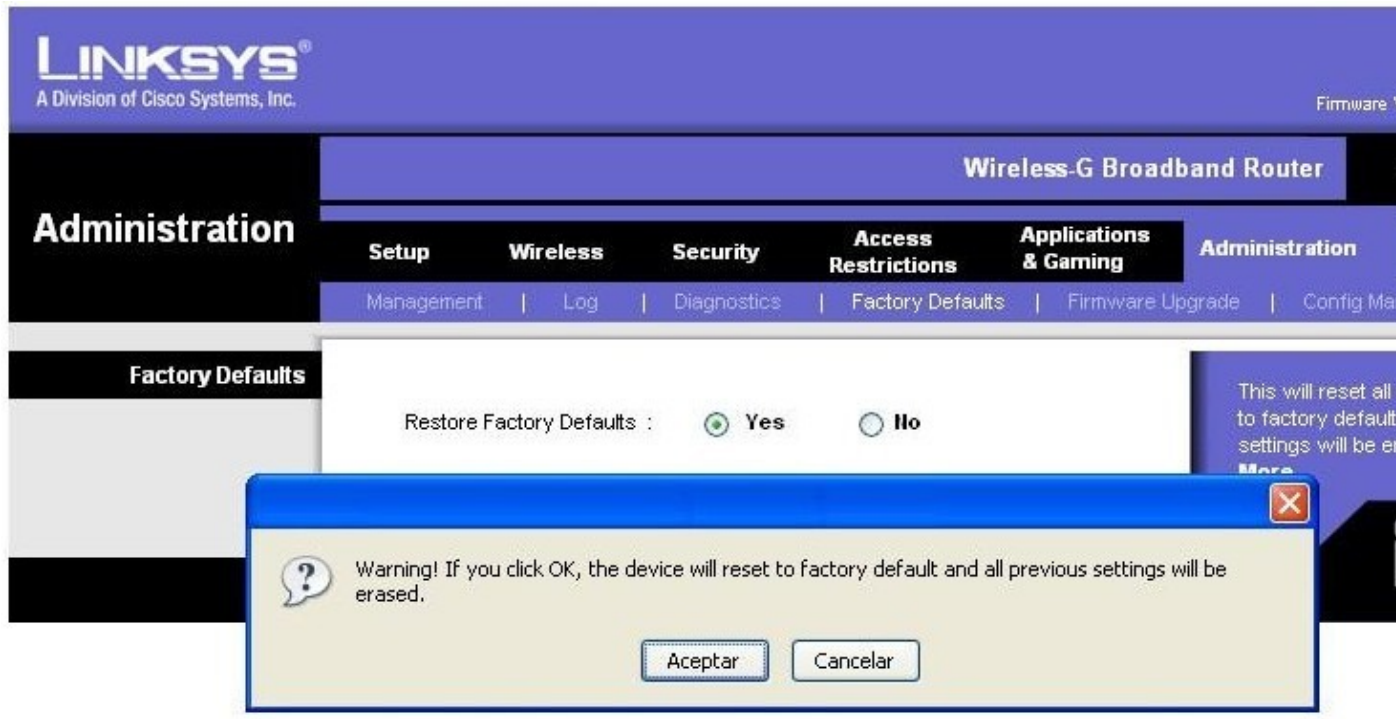 LINKSYS®
A Division of Cisco Systems, Inc.
Firmware
Wireless-G Broadband Router
Administration
Setup Wireless Security Access Restrictions Applications & Gaming Administration
Management | Log | Diagnostics | Factory Defaults | Firmware Upgrade | Config Ma
Factory Defaults
Restore Factory Defaults : Yes No
This will reset all
to factory default
settings will be er
More
Warning! If you click OK, the device will reset to factory default and all previous settings will be
erased.
Aceptar Cancelar